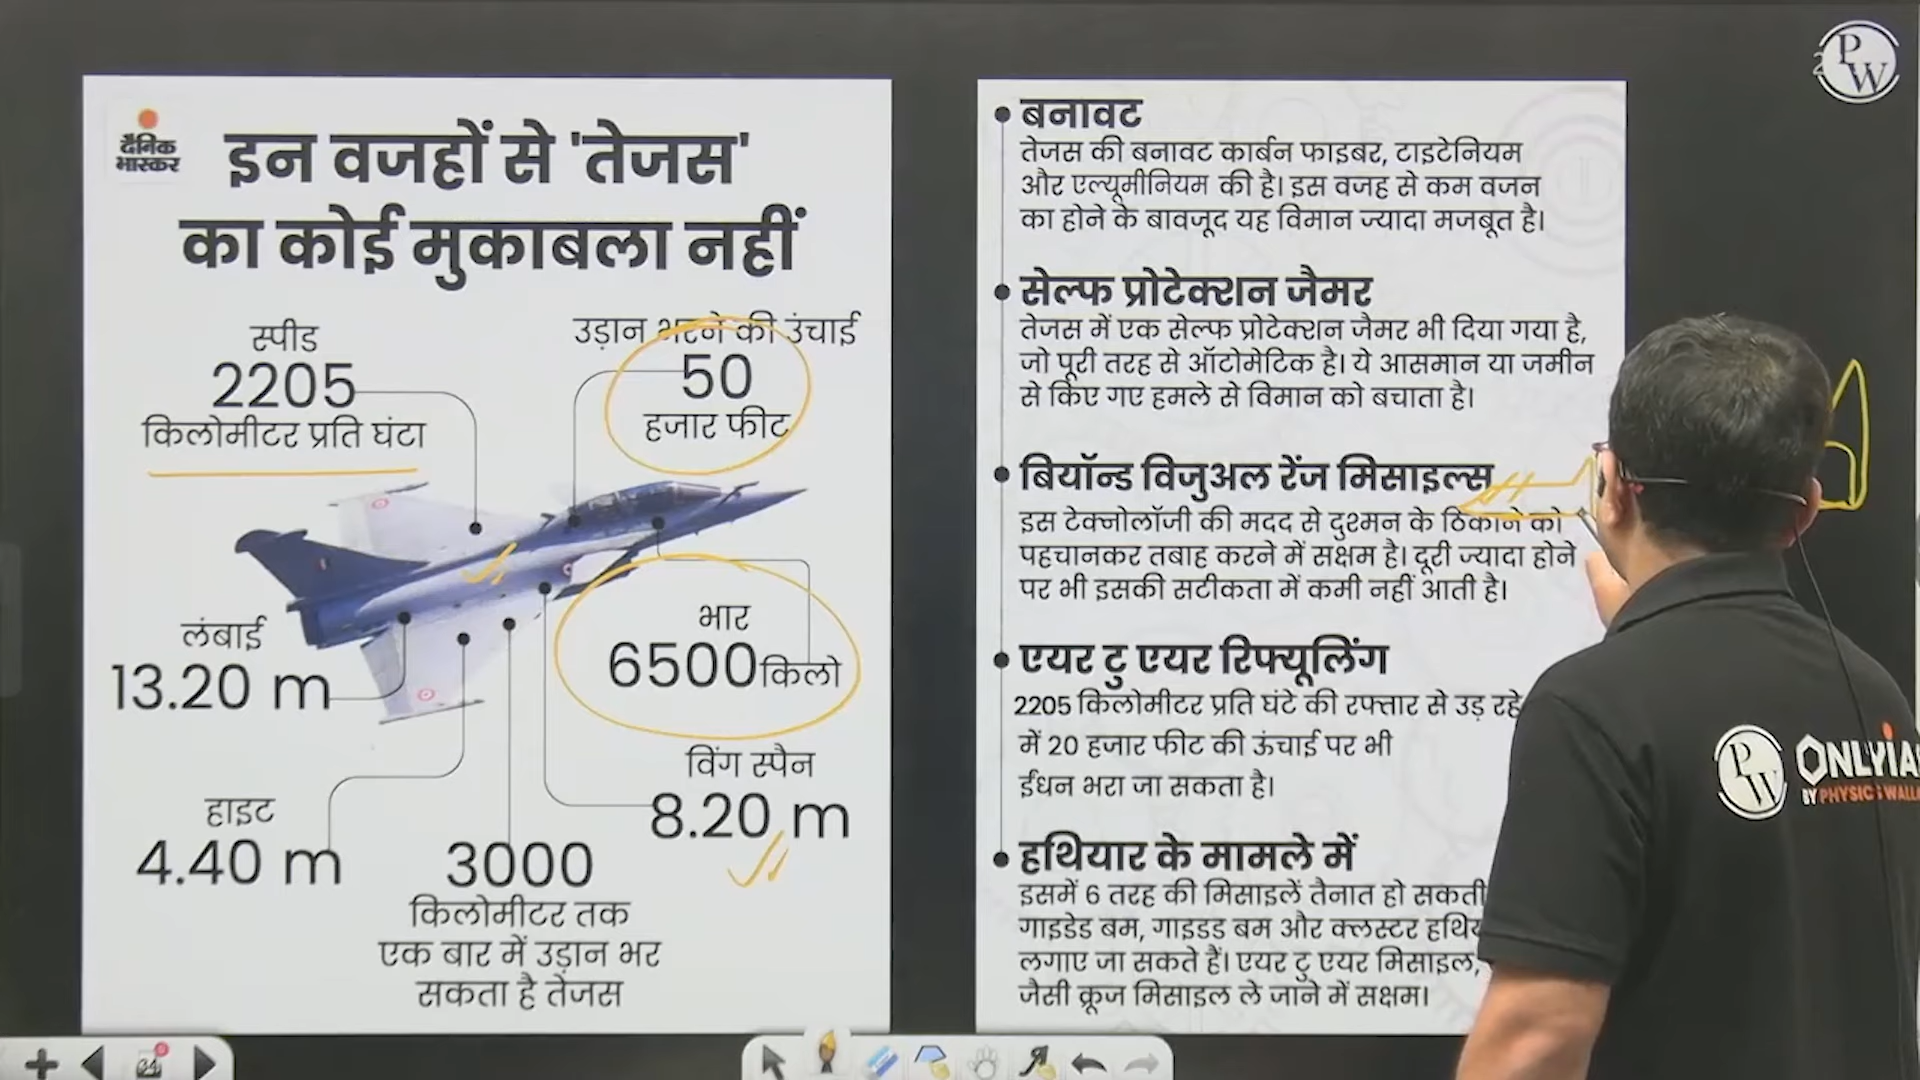 PW
दैनिक
भास्कर
इन वजहों से 'तेजस'
का कोई मुकाबला नहीं
स्पीड
2205
किलोमीटर प्रति घंटा
उड़ान भरने की उंचाई
50
हजार फीट
लंबाई
13.20 m
भार
6500किलो
विंग स्पैन
8.20 m
हाइट
4.40 m
3000
किलोमीटर तक
एक बार में उड़ान भर
सकता है तेजस
बनावट
तेजस की बनावट कार्बन फाइबर, टाइटेनियम
और एल्यूमीनियम की है। इस वजह से कम वजन
का होने के बावजूद यह विमान ज्यादा मजबूत है।
सेल्फ प्रोटेक्शन जैमर
तेजस में एक सेल्फ प्रोटेक्शन जैमर भी दिया गया है,
जो पूरी तरह से ऑटोमेटिक है। ये आसमान या जमीन
से किए गए हमले से विमान को बचाता है।
बियॉन्ड विजुअल रेंज मिसाइल्स
इस टेक्नोलॉजी की मदद से दुश्मन के ठिकाने को
पहचानकर तबाह करने में सक्षम है। दूरी ज्यादा होने
पर भी इसकी सटीकता में कमी नहीं आती है।
एयर टु एयर रिफ्यूलिंग
2205 किलोमीटर प्रति घंटे की रफ्तार से उड़ रहे
में 20 हजार फीट की ऊंचाई पर भी
ईंधन भरा जा सकता है।
हथियार के मामले में
इसमें 6 तरह की मिसाइलें तैनात हो सकती
गाइडेड बम, गाइडड बम और क्लस्टर
लगाए जा सकते हैं। एयर टु एयर मिसाइल,
जैसी क्रूज मिसाइल ले जाने में सक्षम।
PW ONLYIA
BY PHYSICS WALL
34